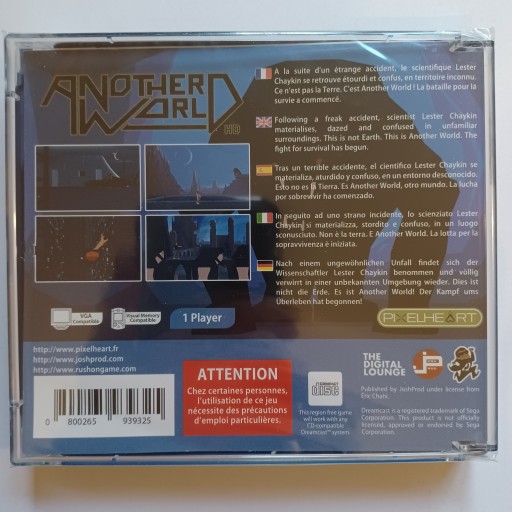 ANOTHER
WORLD
HD
A la suite d'un étrange accident, le scientifique Lester
Chaykin se retrouve étourdi et confus, en territoire inconnu.
Ce n'est pas la Terre. C'est Another World ! La bataille pour la
survie a commencé.
Following a freak accident, scientist Lester Chaykin
materialises, dazed and confused in unfamiliar
surroundings. This is not Earth. This is Another World. The
fight for survival has begun.
Tras un terrible accidente, el cientifico Lester Chaykin se
materializa, aturdido y confuso, en un entorno desconocido.
Esto no es la Tierra. Es Another World, otro mundo. La lucha
por sobrevivir ha comenzado.
In seguito ad uno strano incidente, lo scienziato Lester
Chaykin si materializza, stordito e confuso, in un luogo
sconosciuto. Non è la terra. E Another World. La lotta per la
sopravvivenza è iniziata.
Nach einem ungewöhnlichen Unfall findet sich der
Wissenschaftler Lester Chaykin benommen und völlig
verwirrt in einer unbekannten Umgebung wieder. Dies ist
nicht die Erde. Es ist Another World! Der Kampf ums
Überleben hat begonnen!
VGA
Compatible
Visual Memory
Compatible
1 Player
PIXELHEART
http://www.pixelheart.fr
http://www.joshprod.com
http://www.rushongame.com
0 800265 939325
ATTENTION
Chez certaines personnes,
l'utilisation de ce jeu
nécessite des précautions
d'emploi particulières.
COMPACT
disc
This region free game
will work with any
CD-compatible
Dreamcast™ system.
THE
DIGITAL
LOUNGE
Published by JoshProd under license from
Eric Chahi.
Dreamcast is a registered trademark of Sega
Corporation. This product is not officially
licensed, approved or endorsed by Sega
Corporation.